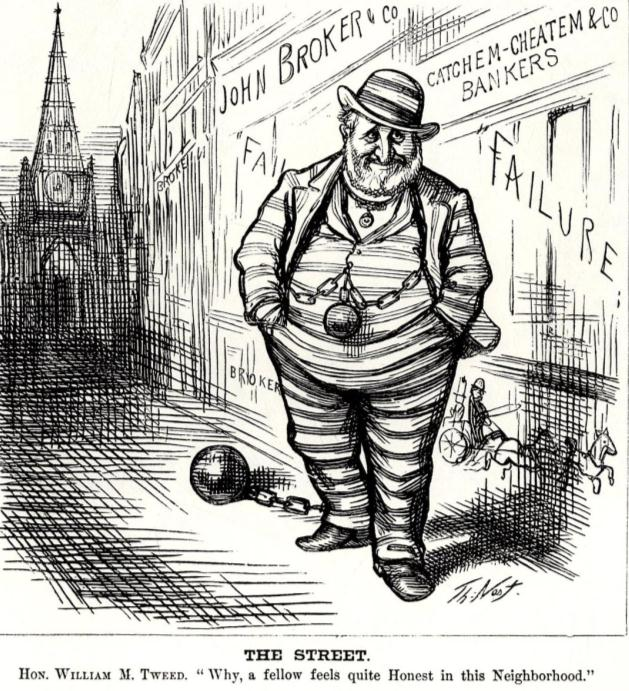 JOHN BROKER & CO
CATCHEM-CHEATEM & CO
BANKERS
BROKER
"FAI
"FAILURE"
BROKER
Th: Nast.
THE STREET.
HON. WILLIAM M. TWEED. "Why, a fellow feels quite Honest in this Neighborhood."